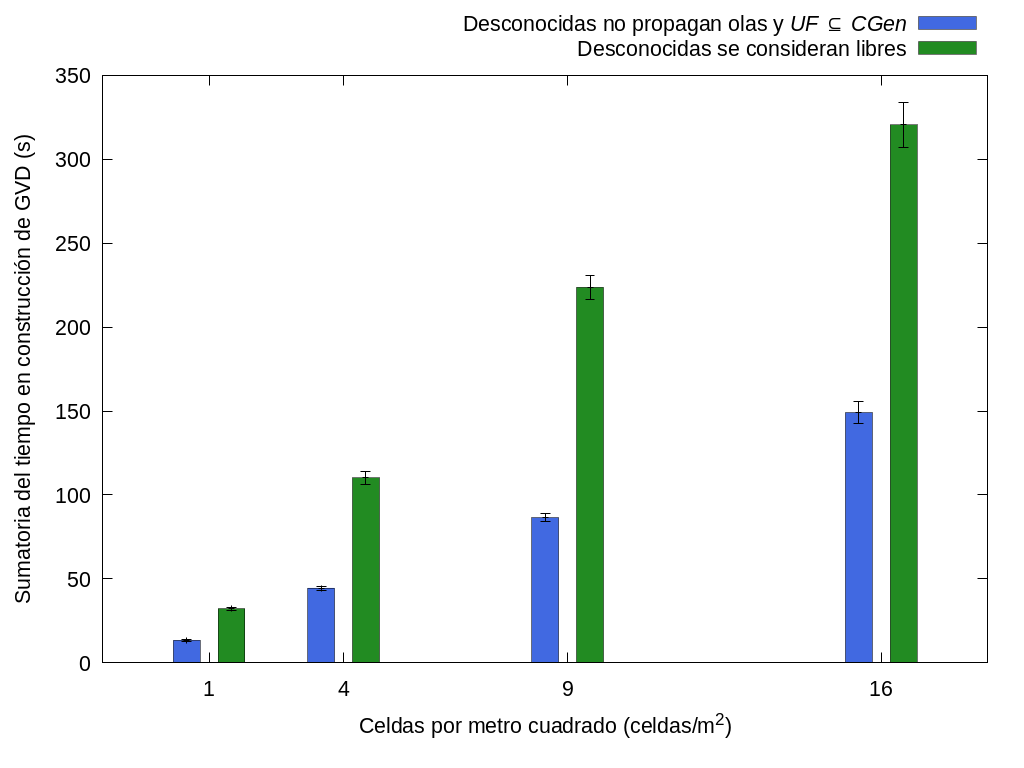 Desconocidas no propagan olas y UF ⊆ CGen
Desconocidas se consideran libres
350
300
250
200
150
100
50
0
Sumatoria del tiempo en construcción de GVD (s)
1 4 9 16
Celdas por metro cuadrado (celdas/m²)